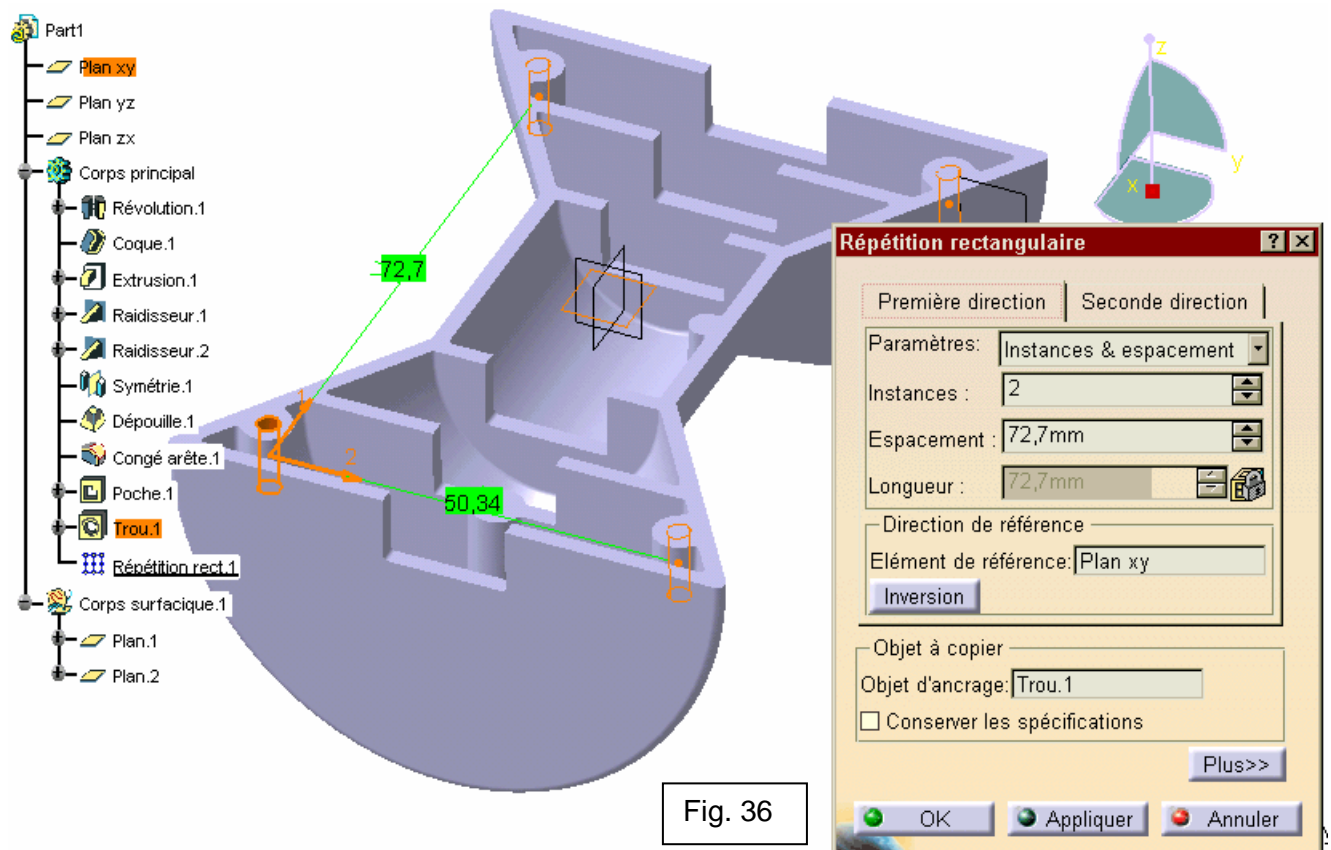 Part1
Plan xy
Plan yz
Plan zx
Corps principal
Révolution.1
Coque.1
Extrusion.1
Raidisseur.1
Raidisseur.2
Symétrie.1
Dépouille.1
Congé arête.1
Poche.1
Trou.1
Répétition rect.1
Corps surfacique.1
Plan.1
Plan.2
72,7
1
2
50,34
z
y
x
Répétition rectangulaire
Première direction Seconde direction
Paramètres: Instances & espacement
Instances : 2
Espacement : 72,7mm
Longueur : 72,7mm
Direction de référence
Elément de référence: Plan xy
Inversion
Objet à copier
Objet d'ancrage: Trou.1
Conserver les spécifications
Plus>>
OK Appliquer Annuler
Fig. 36